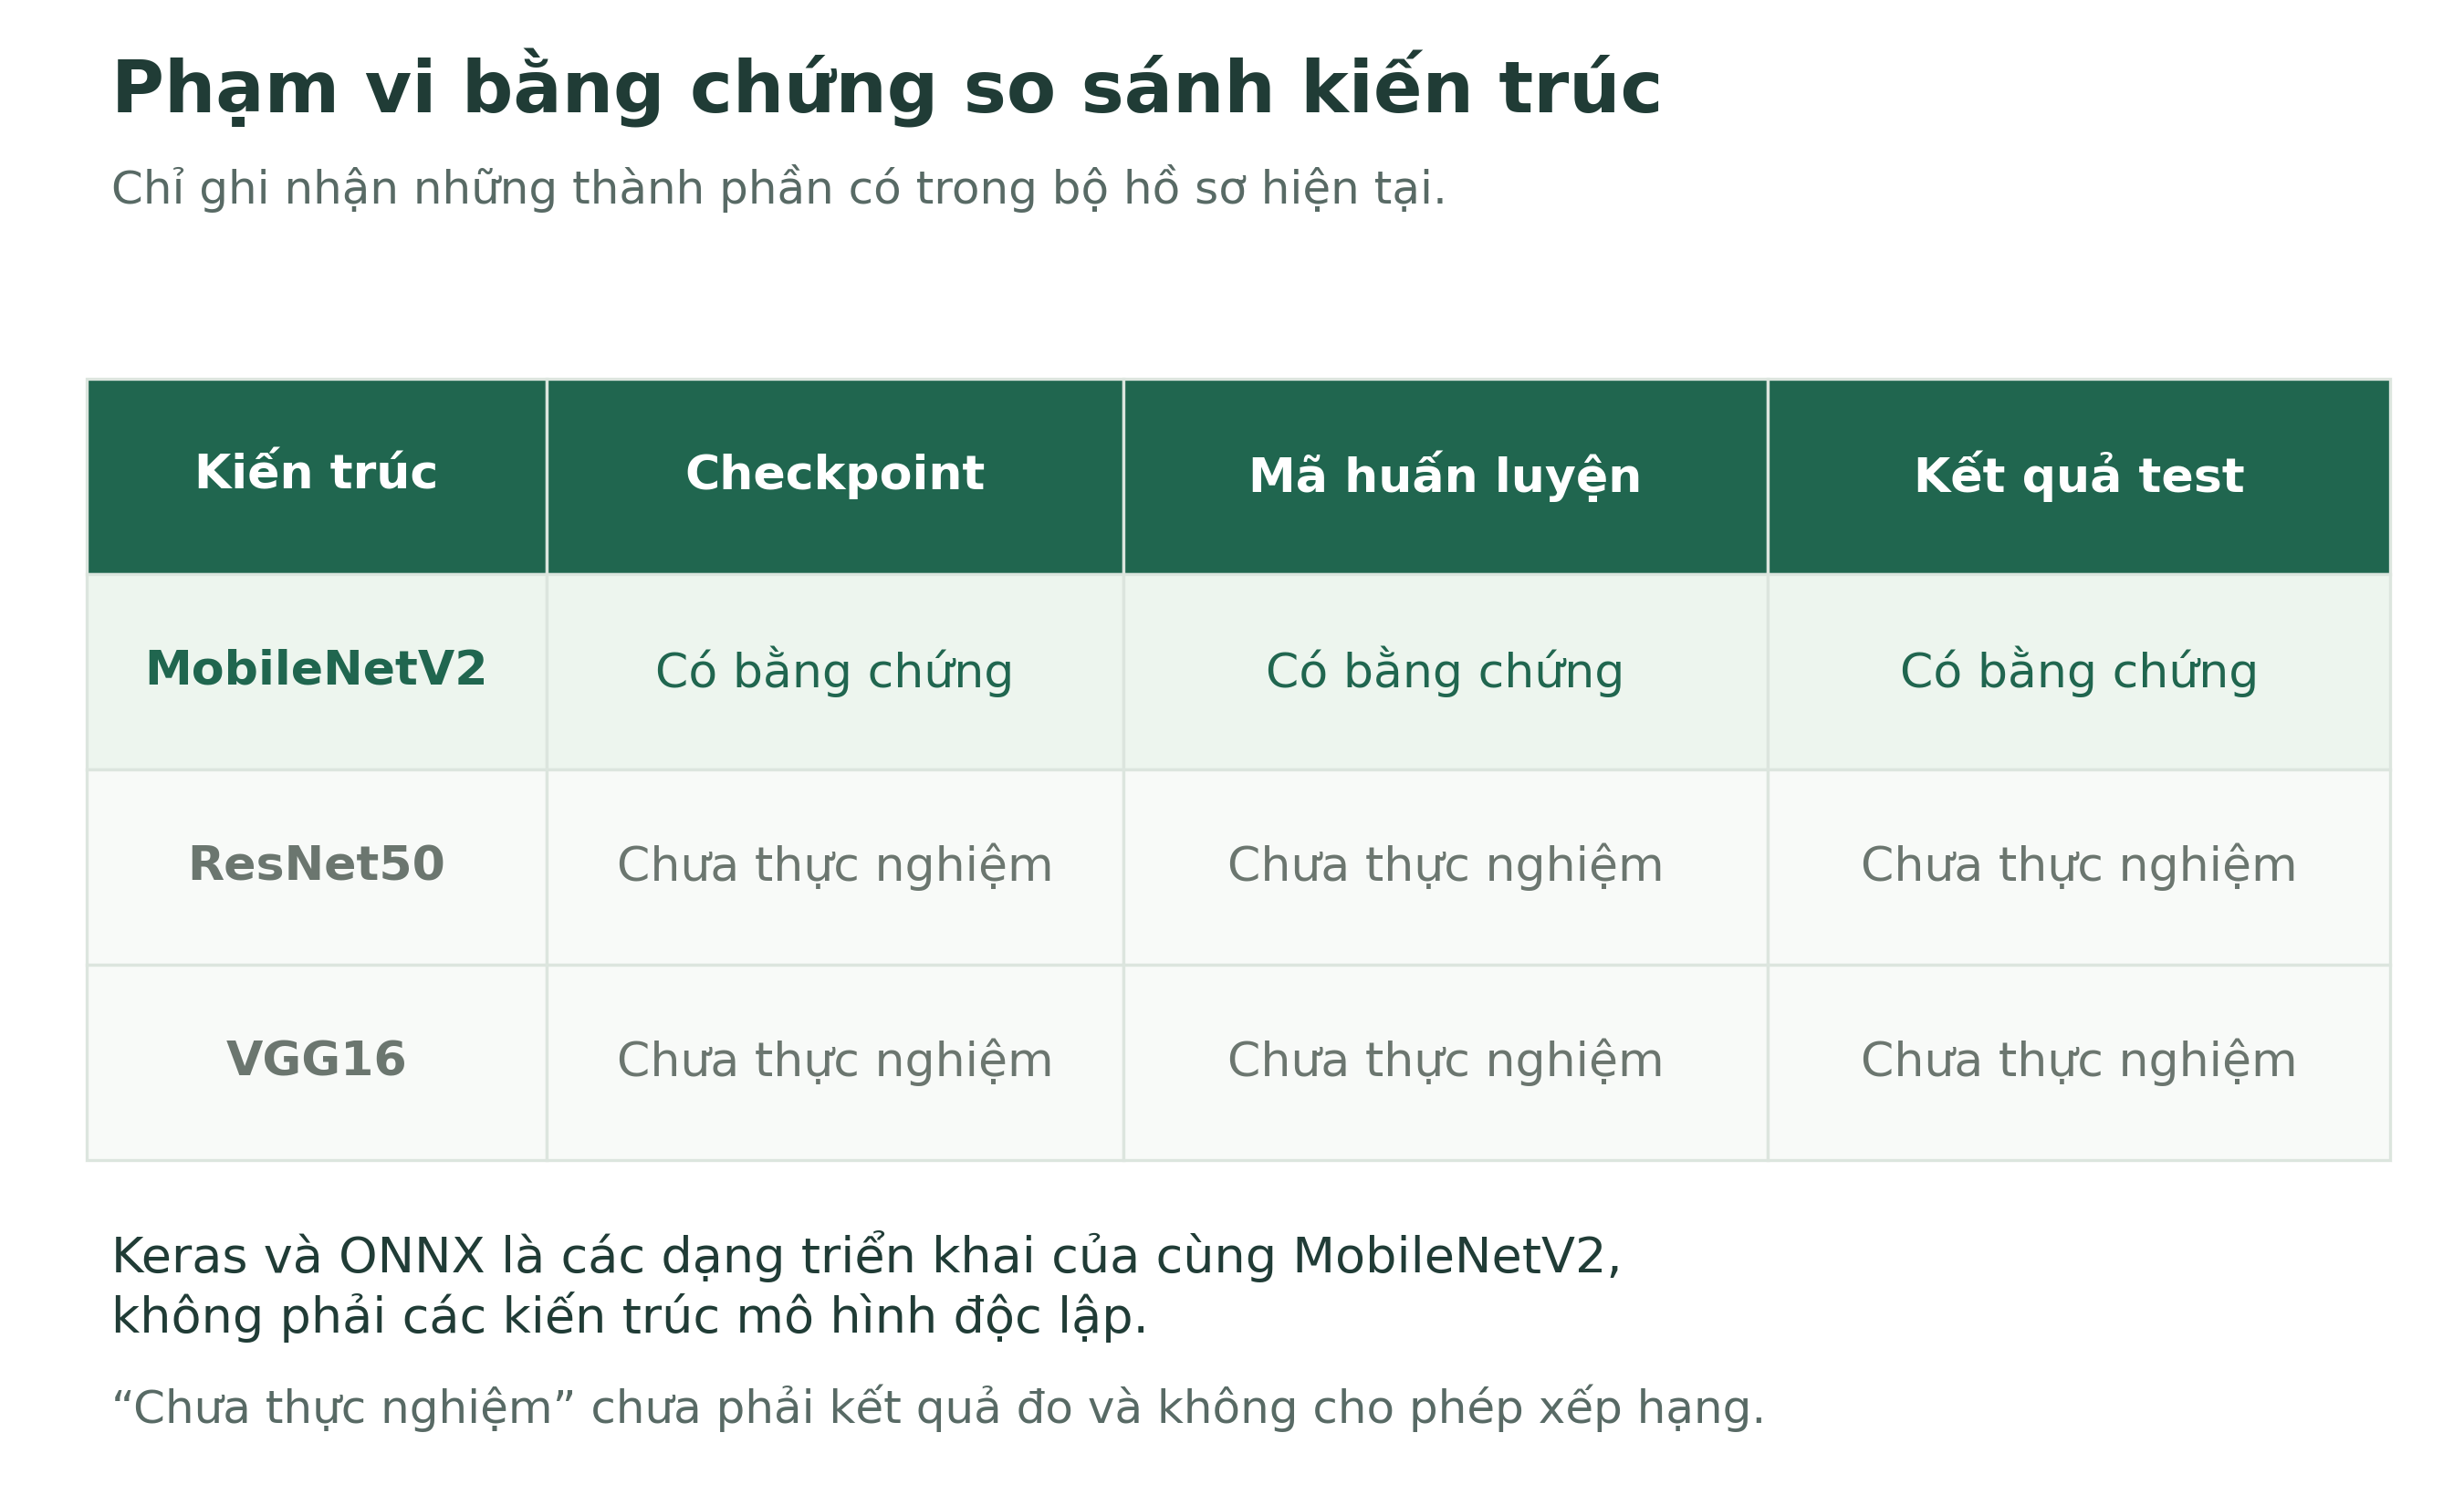 Phạm vi bằng chứng so sánh kiến trúc
Chỉ ghi nhận những thành phần có trong bộ hồ sơ hiện tại.
Kiến trúc Checkpoint Mã huấn luyện Kết quả test
MobileNetV2 Có bằng chứng Có bằng chứng Có bằng chứng
ResNet50 Chưa thực nghiệm Chưa thực nghiệm Chưa thực nghiệm
VGG16 Chưa thực nghiệm Chưa thực nghiệm Chưa thực nghiệm
Keras và ONNX là các dạng triển khai của cùng MobileNetV2,
không phải các kiến trúc mô hình độc lập.
“Chưa thực nghiệm” chưa phải kết quả đo và không cho phép xếp hạng.